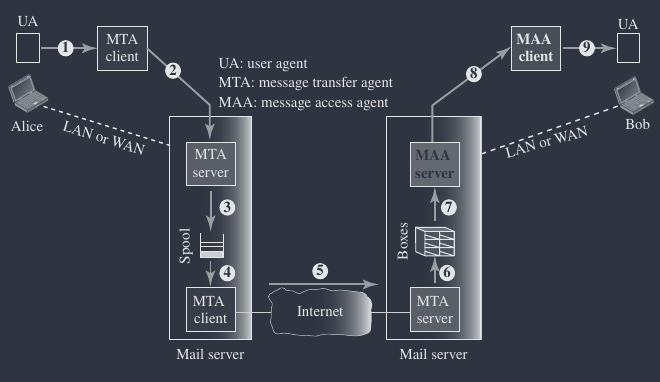 UA
1
MTA
client
2
UA: user agent
MTA: message transfer agent
MAA: message access agent
8
MAA
client
9
UA
Alice
LAN or WAN
LAN or WAN
Bob
MTA
server
3
Spool
4
MTA
client
5
Internet
MAA
server
7
Boxes
6
MTA
server
Mail server
Mail server